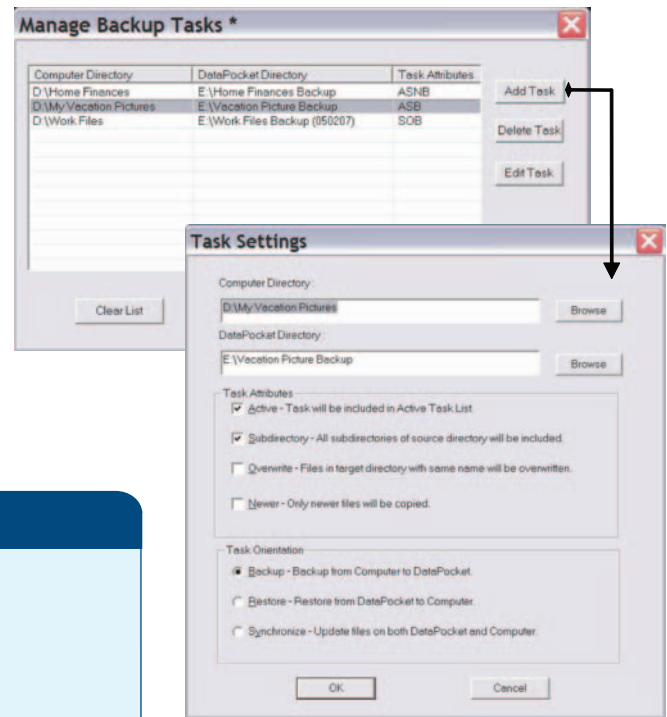 Manage Backup Tasks *
Computer Directory DataPocket Directory Task Attributes
D:\Home Finances E:\Home Finances Backup ASNB
D:\My Vacation Pictures E:\Vacation Picture Backup ASB
D:\Work Files E:\Work Files Backup (050207) SOB
Add Task
Delete Task
Edit Task
Clear List
Task Settings
Computer Directory:
D:\My Vacation Pictures
Browse
DataPocket Directory:
E:\Vacation Picture Backup
Browse
Task Attributes
Active - Task will be included in Active Task List.
Subdirectory - All subdirectories of source directory will be included.
Overwrite - Files in target directory with same name will be overwritten.
Newer - Only newer files will be copied.
Task Orientation
Backup - Backup from Computer to DataPocket.
Restore - Restore from DataPocket to Computer.
Synchronize - Update files on both DataPocket and Computer.
OK
Cancel